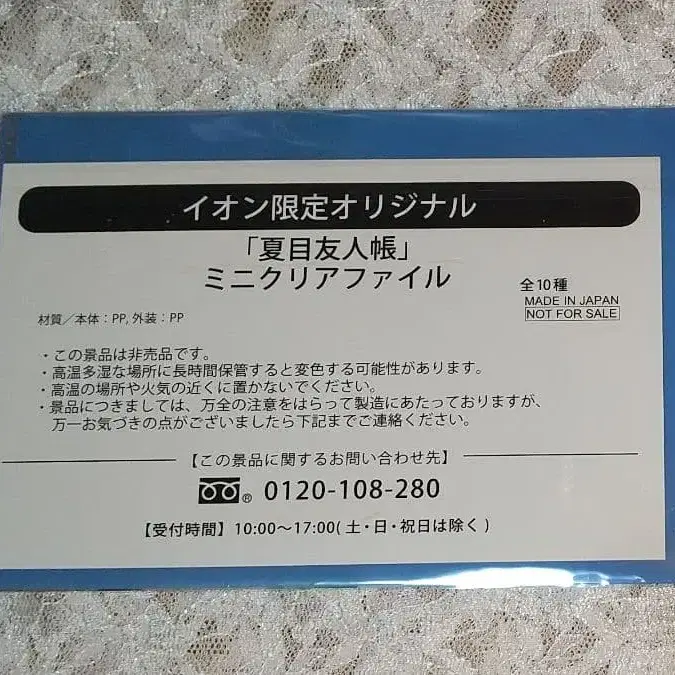 イオン限定オリジナル
「夏目友人帳」
ミニクリアファイル
全10種
MADE IN JAPAN
NOT FOR SALE
材質／本体：PP, 外装：PP
・この景品は非売品です。
・高温多湿な場所に長時間保管すると変色する可能性があります。
・高温の場所や火気の近くに置かないでください。
・景品につきましては、万全の注意をはらって製造にあたっておりますが、
万一お気づきの点がございましたら下記までご連絡ください。
【この景品に関するお問い合わせ先】
® 0120-108-280
【受付時間】10:00〜17:00( 土・日・祝日は除く )